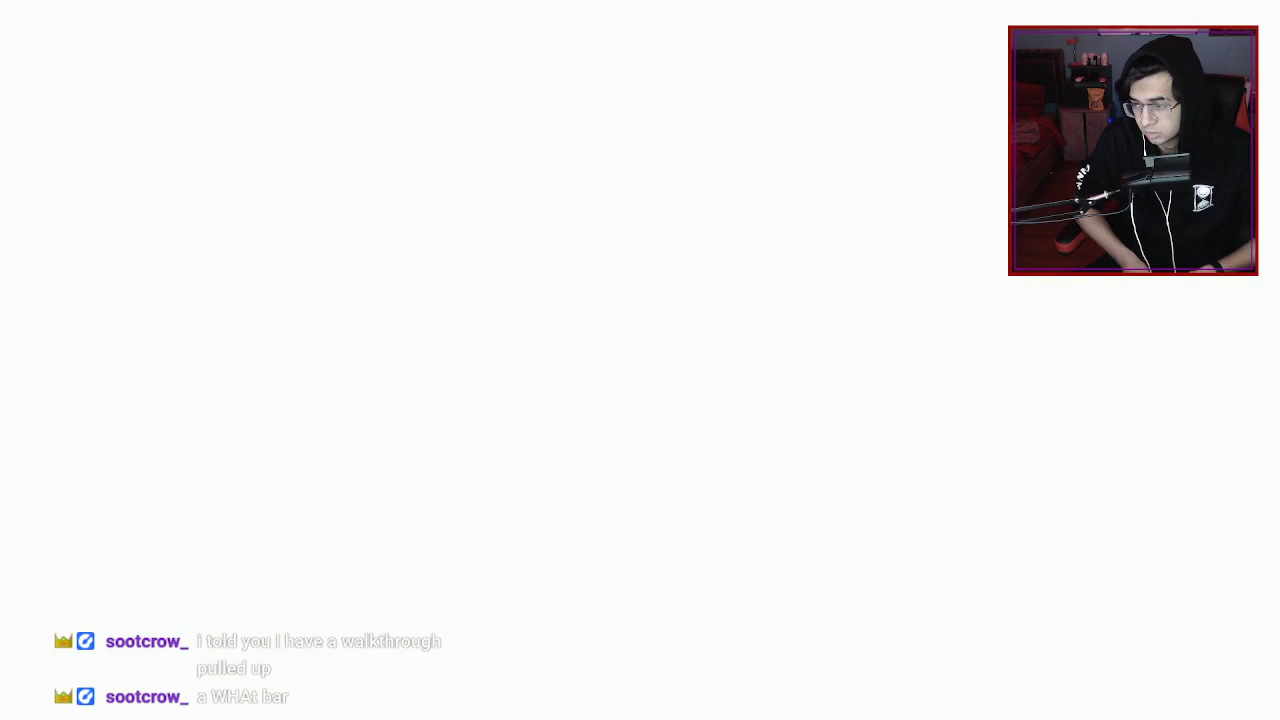 sootcrow_ i told you I have a walkthrough
pulled up
sootcrow_ a WHAt bar